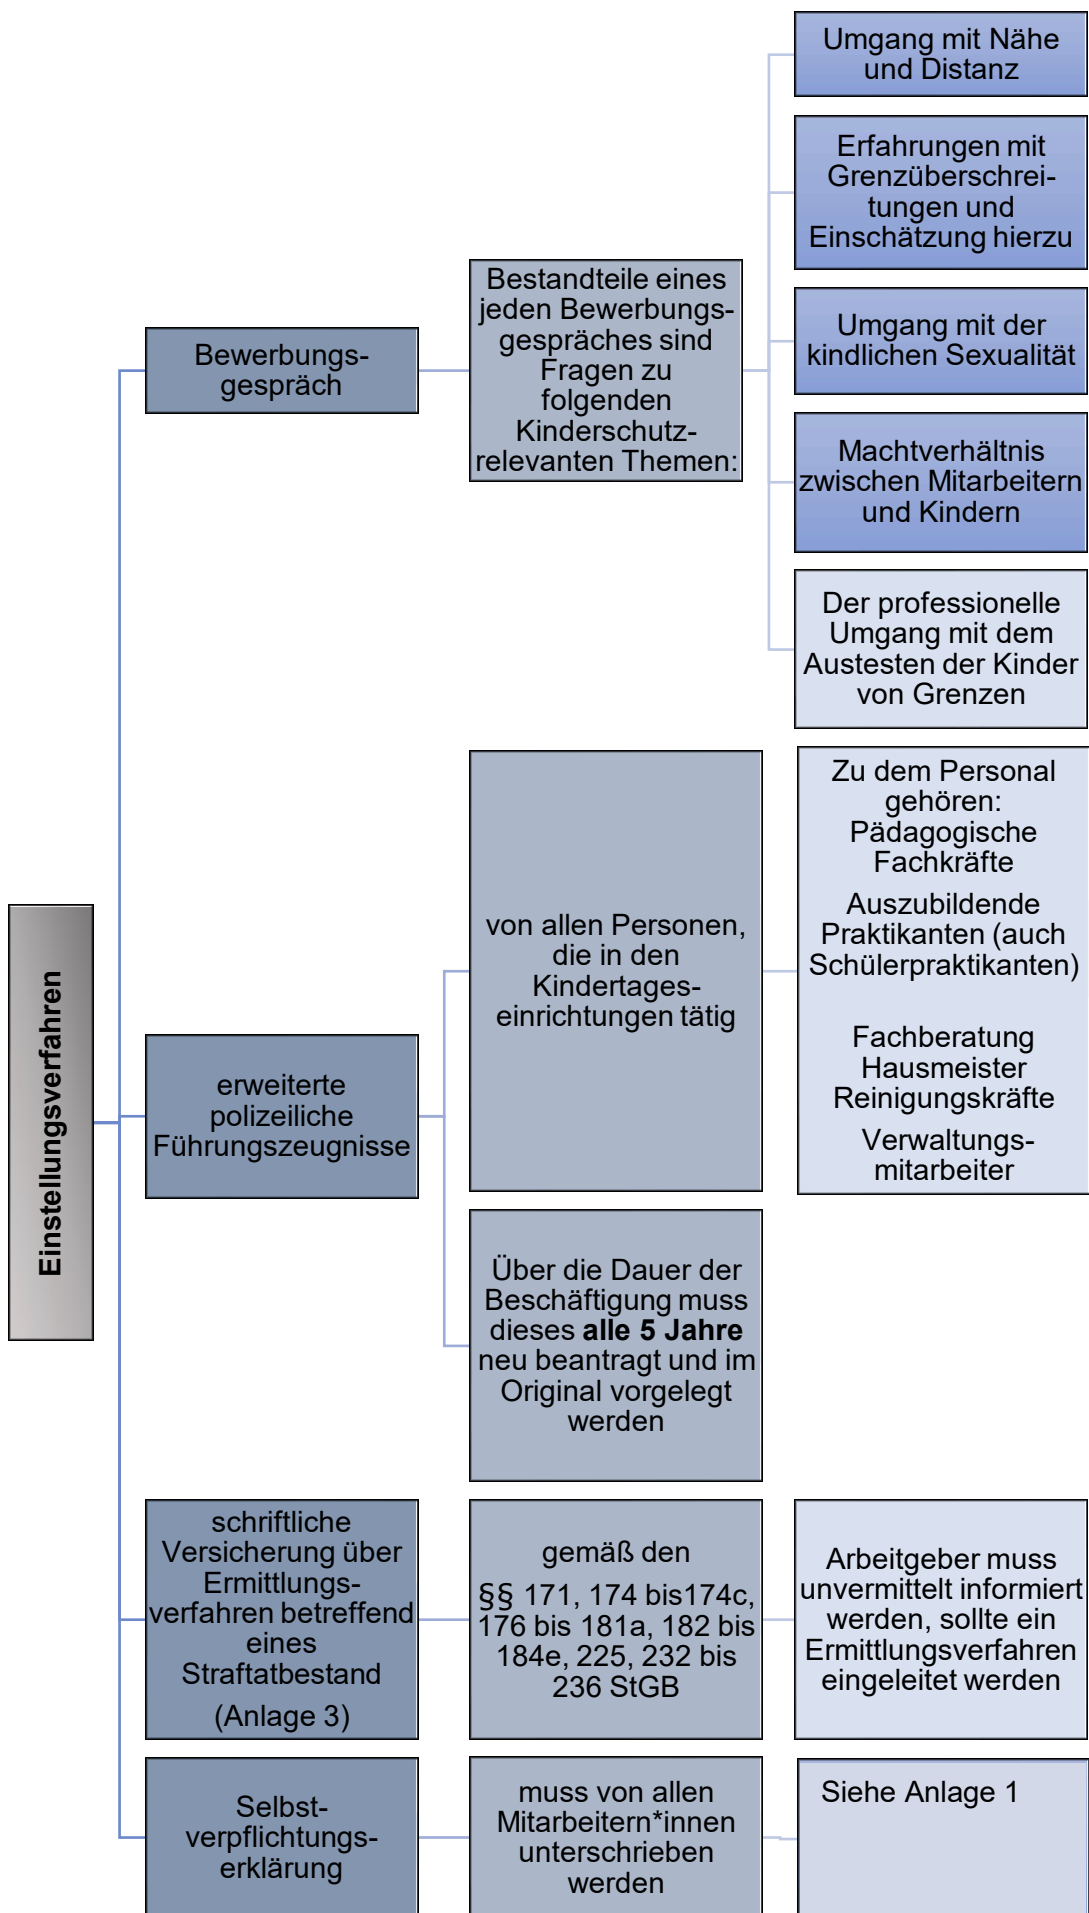 Einstellungsverfahren
Bewerbungs-
gespräch
Bestandteile eines
jeden Bewerbungs-
gespräches sind
Fragen zu
folgenden
Kinderschutz-
relevanten Themen:
Umgang mit Nähe
und Distanz
Erfahrungen mit
Grenzüberschrei-
tungen und
Einschätzung hierzu
Umgang mit der
kindlichen Sexualität
Machtverhältnis
zwischen Mitarbeitern
und Kindern
Der professionelle
Umgang mit dem
Austesten der Kinder
von Grenzen
erweiterte
polizeiliche
Führungszeugnisse
von allen Personen,
die in den
Kindertages-
einrichtungen tätig
Zu dem Personal
gehören:
Pädagogische
Fachkräfte
Auszubildende
Praktikanten (auch
Schülerpraktikanten)
Fachberatung
Hausmeister
Reinigungskräfte
Verwaltungs-
mitarbeiter
Über die Dauer der
Beschäftigung muss
dieses alle 5 Jahre
neu beantragt und im
Original vorgelegt
werden
schriftliche
Versicherung über
Ermittlungs-
verfahren betreffend
eines
Straftatbestand
(Anlage 3)
gemäß den
§§ 171, 174 bis174c,
176 bis 181a, 182 bis
184e, 225, 232 bis
236 StGB
Arbeitgeber muss
unvermittelt informiert
werden, sollte ein
Ermittlungsverfahren
eingeleitet werden
Selbst-
verpflichtungs-
erklärung
muss von allen
Mitarbeitern*innen
unterschrieben
werden
Siehe Anlage 1